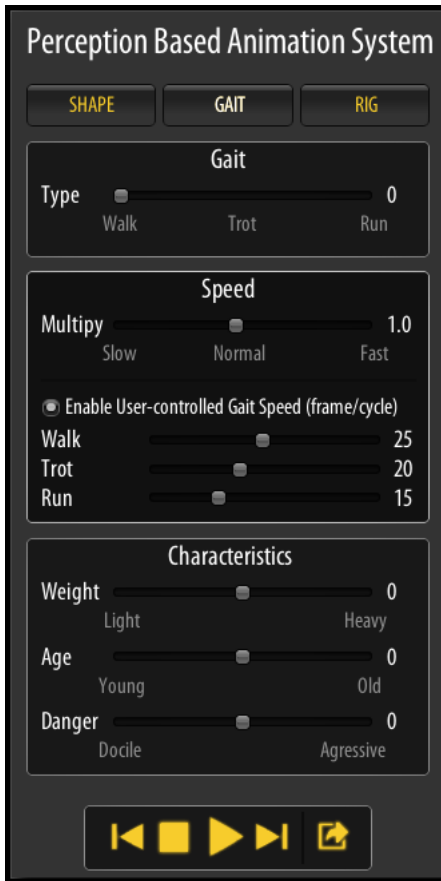 Perception Based Animation System
SHAPE GAIT RIG
Gait
Type 0
Walk Trot Run
Speed
Multipy 1.0
Slow Normal Fast
Enable User-controlled Gait Speed (frame/cycle)
Walk 25
Trot 20
Run 15
Characteristics
Weight 0
Light Heavy
Age 0
Young Old
Danger 0
Docile Agressive